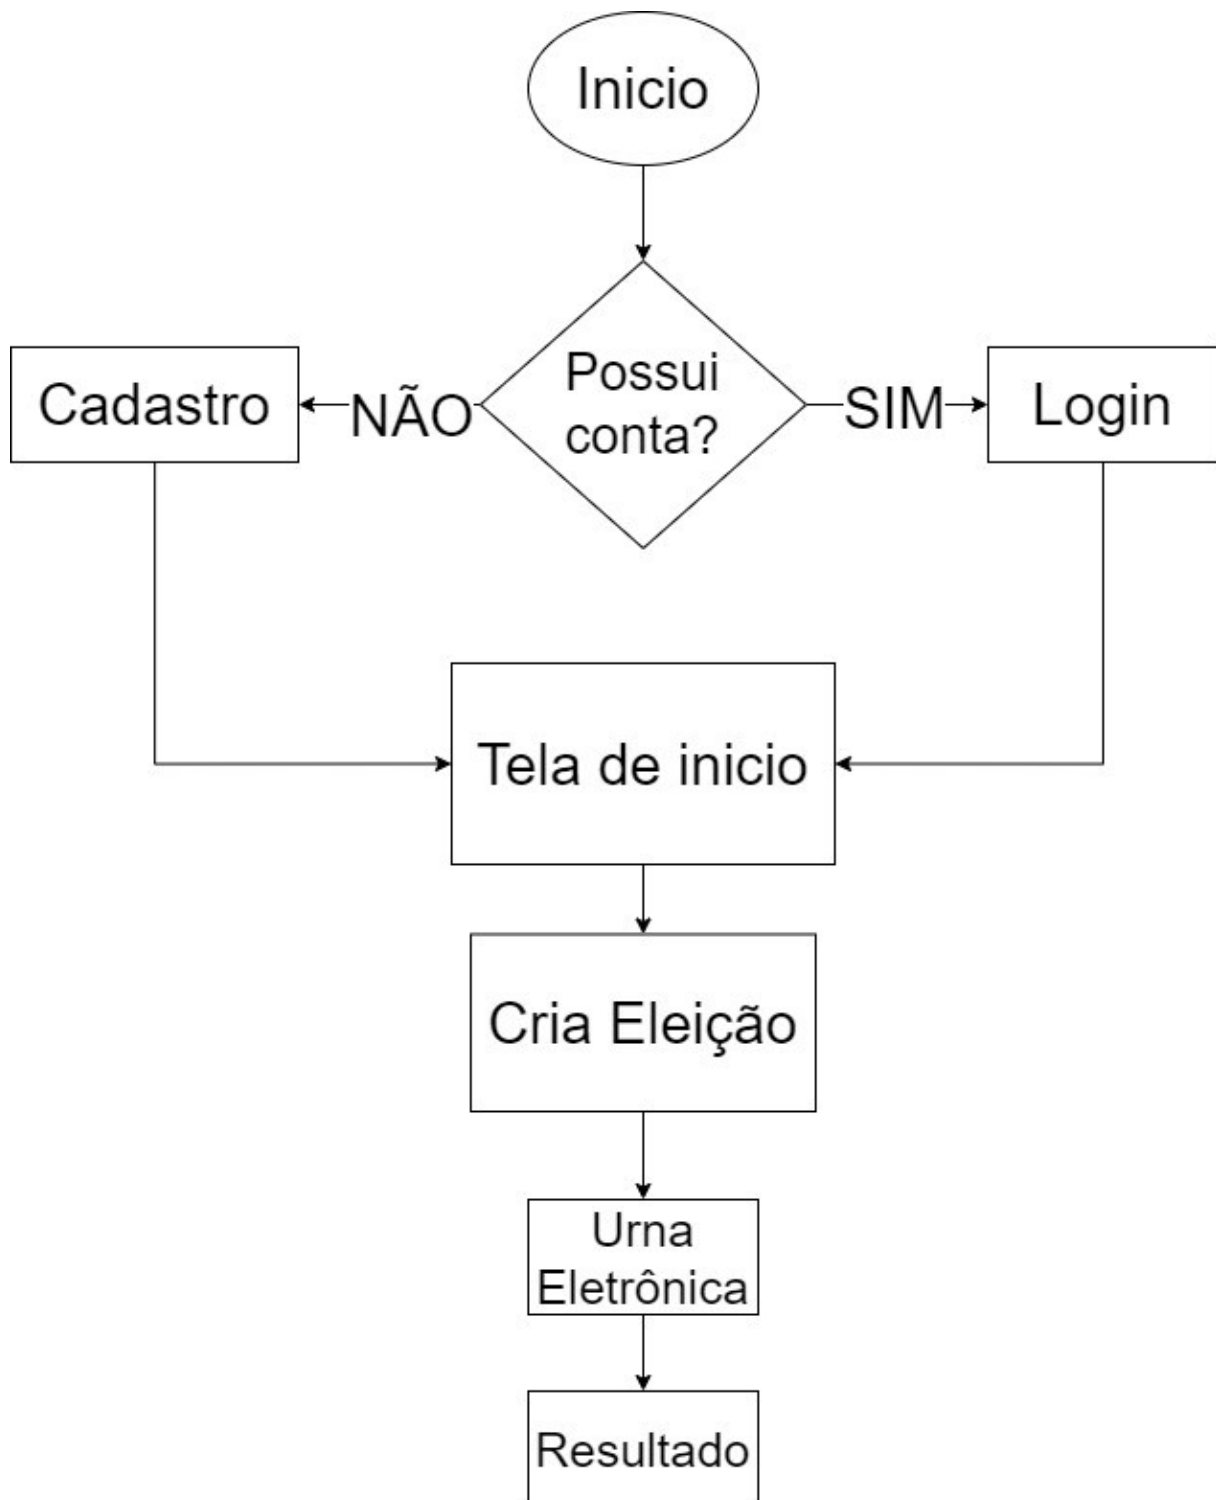 Inicio
Possui
conta?
Cadastro
NÃO
SIM
Login
Tela de inicio
Cria Eleição
Urna
Eletrônica
Resultado